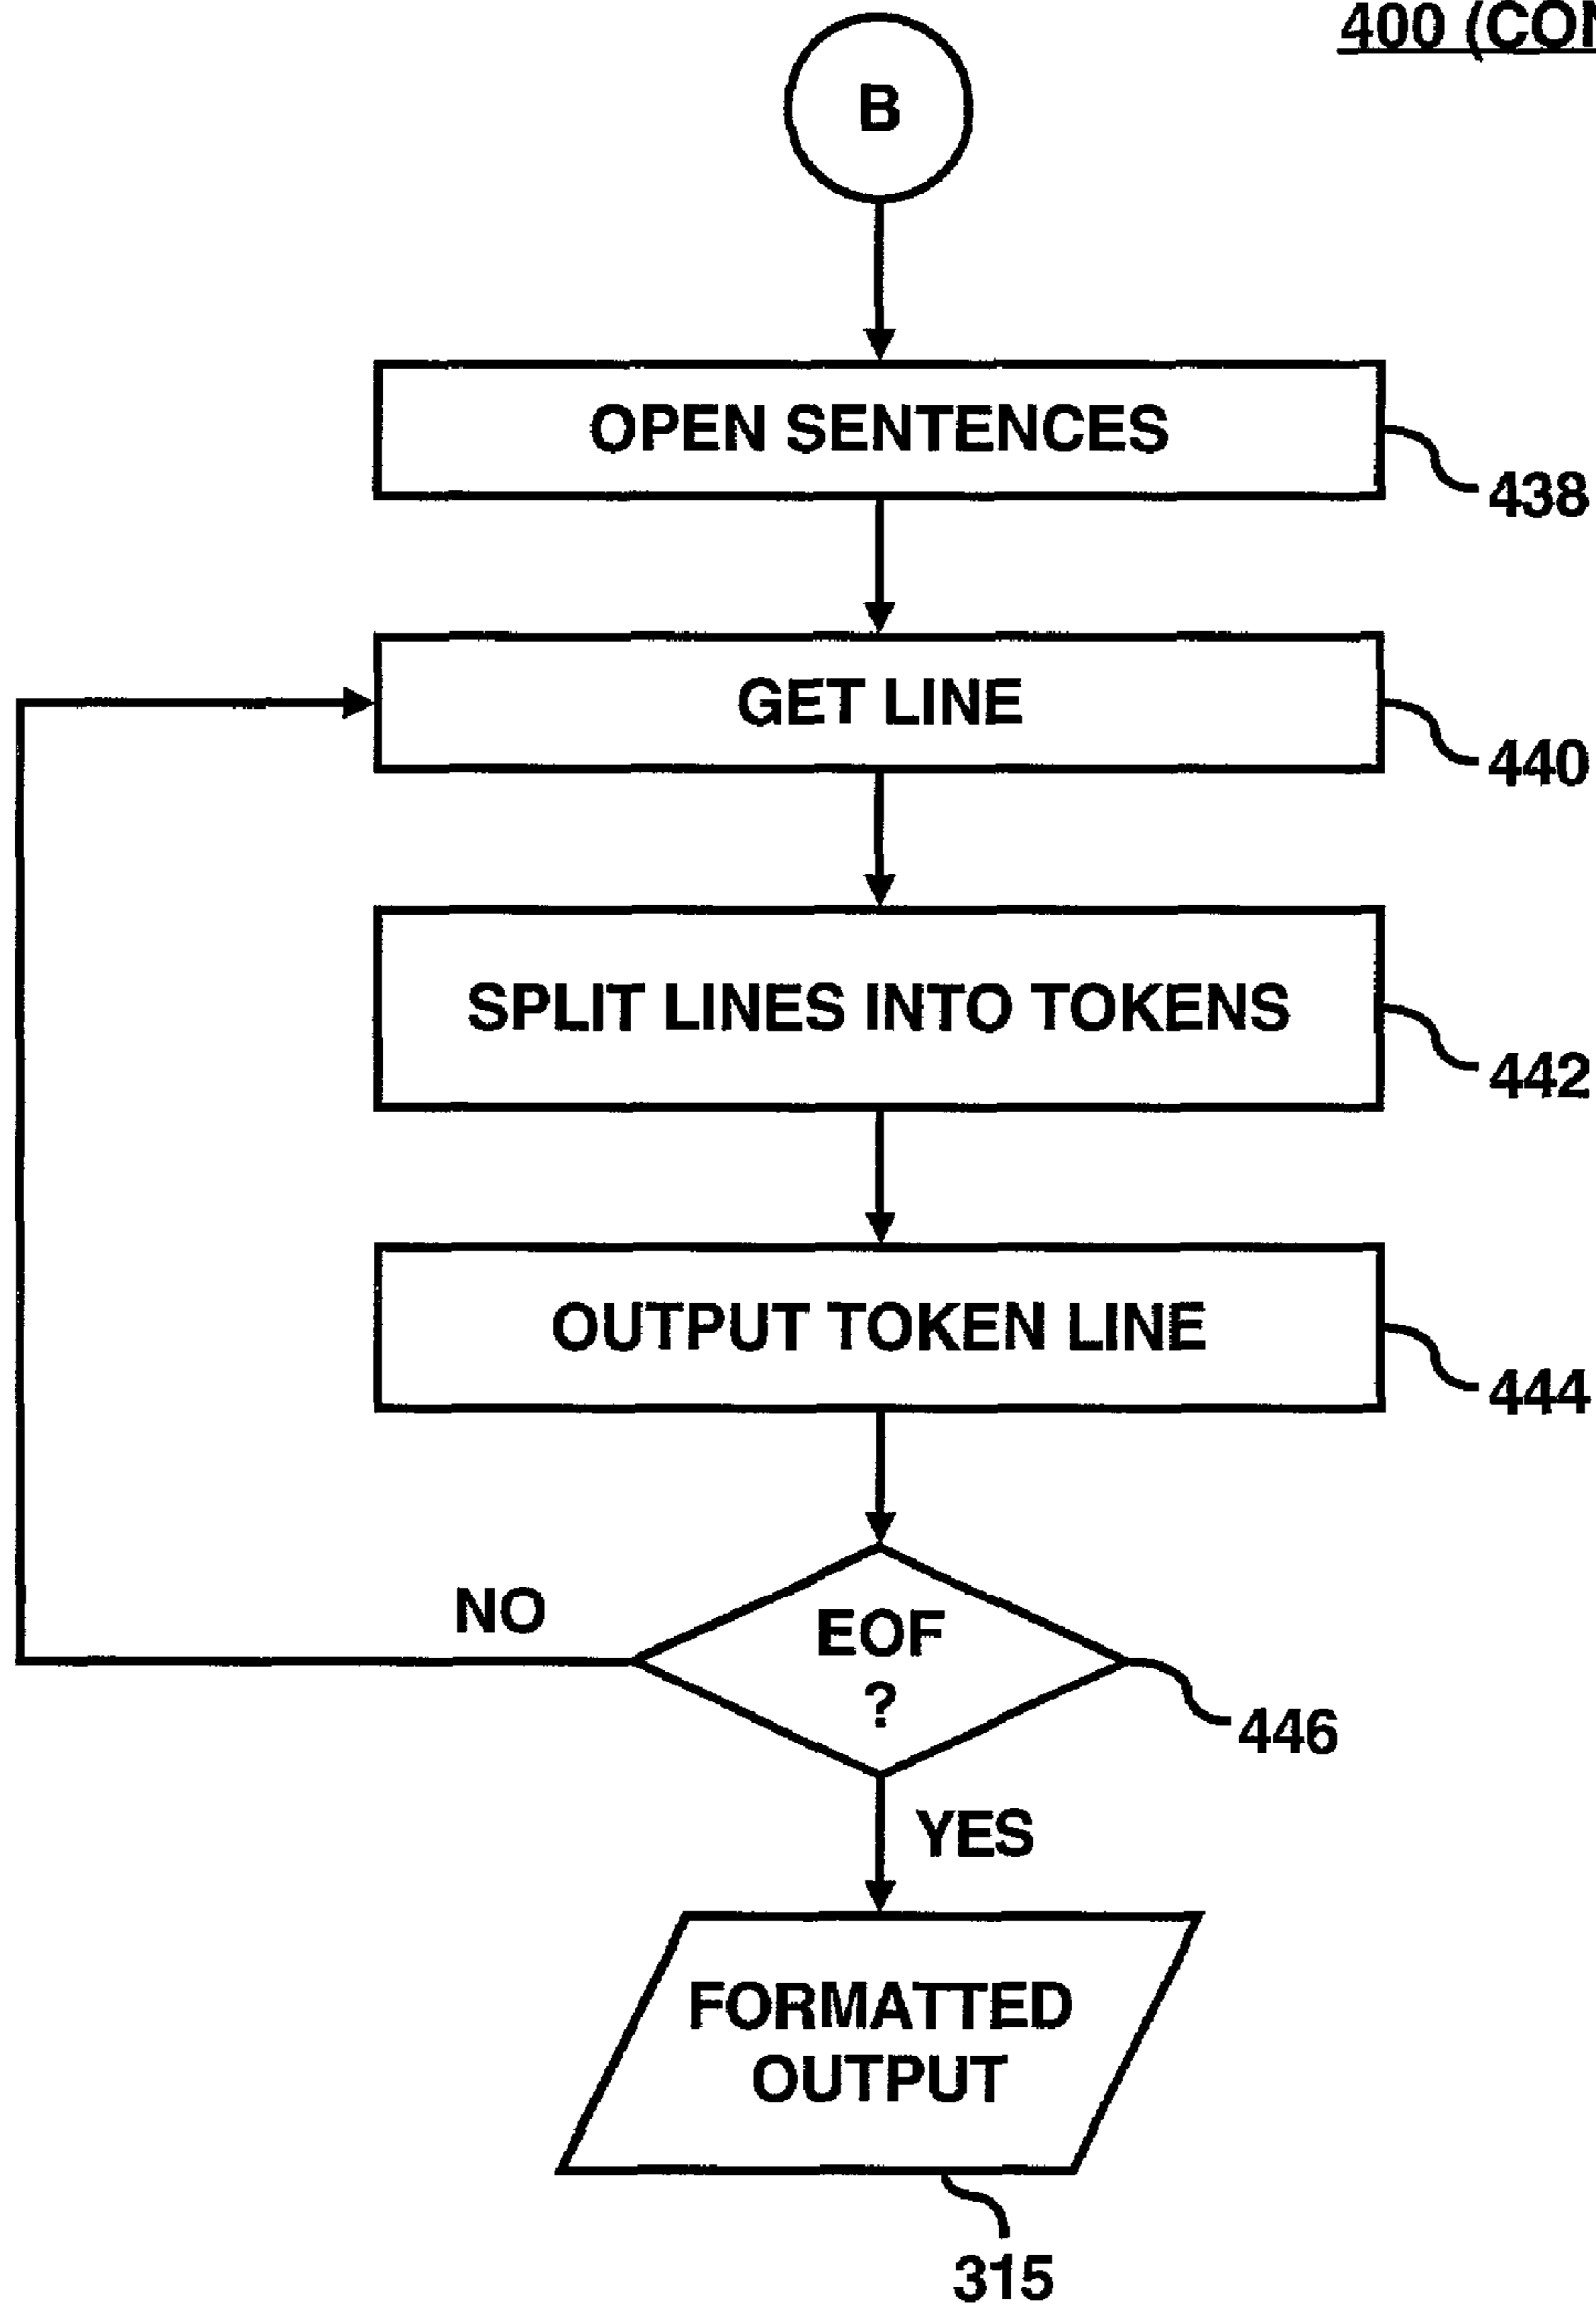 400 (CON
B
OPEN SENTENCES
438
GET LINE
440
SPLIT LINES INTO TOKENS
442
OUTPUT TOKEN LINE
444
NO
EOF
?
446
YES
FORMATTED
OUTPUT
315